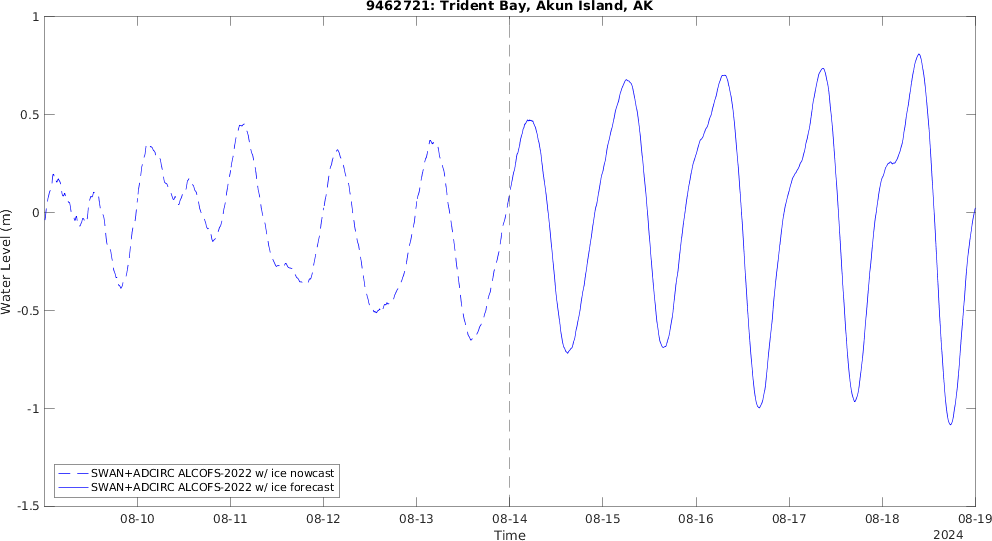 9462721: Trident Bay, Akun Island, AK
1
0.5
0
-0.5
-1
-1.5
Water Level (m)
SWAN+ADCIRC ALCOFS-2022 w/ ice nowcast
SWAN+ADCIRC ALCOFS-2022 w/ ice forecast
08-10 08-11 08-12 08-13 08-14 08-15 08-16 08-17 08-18 08-19
Time
2024